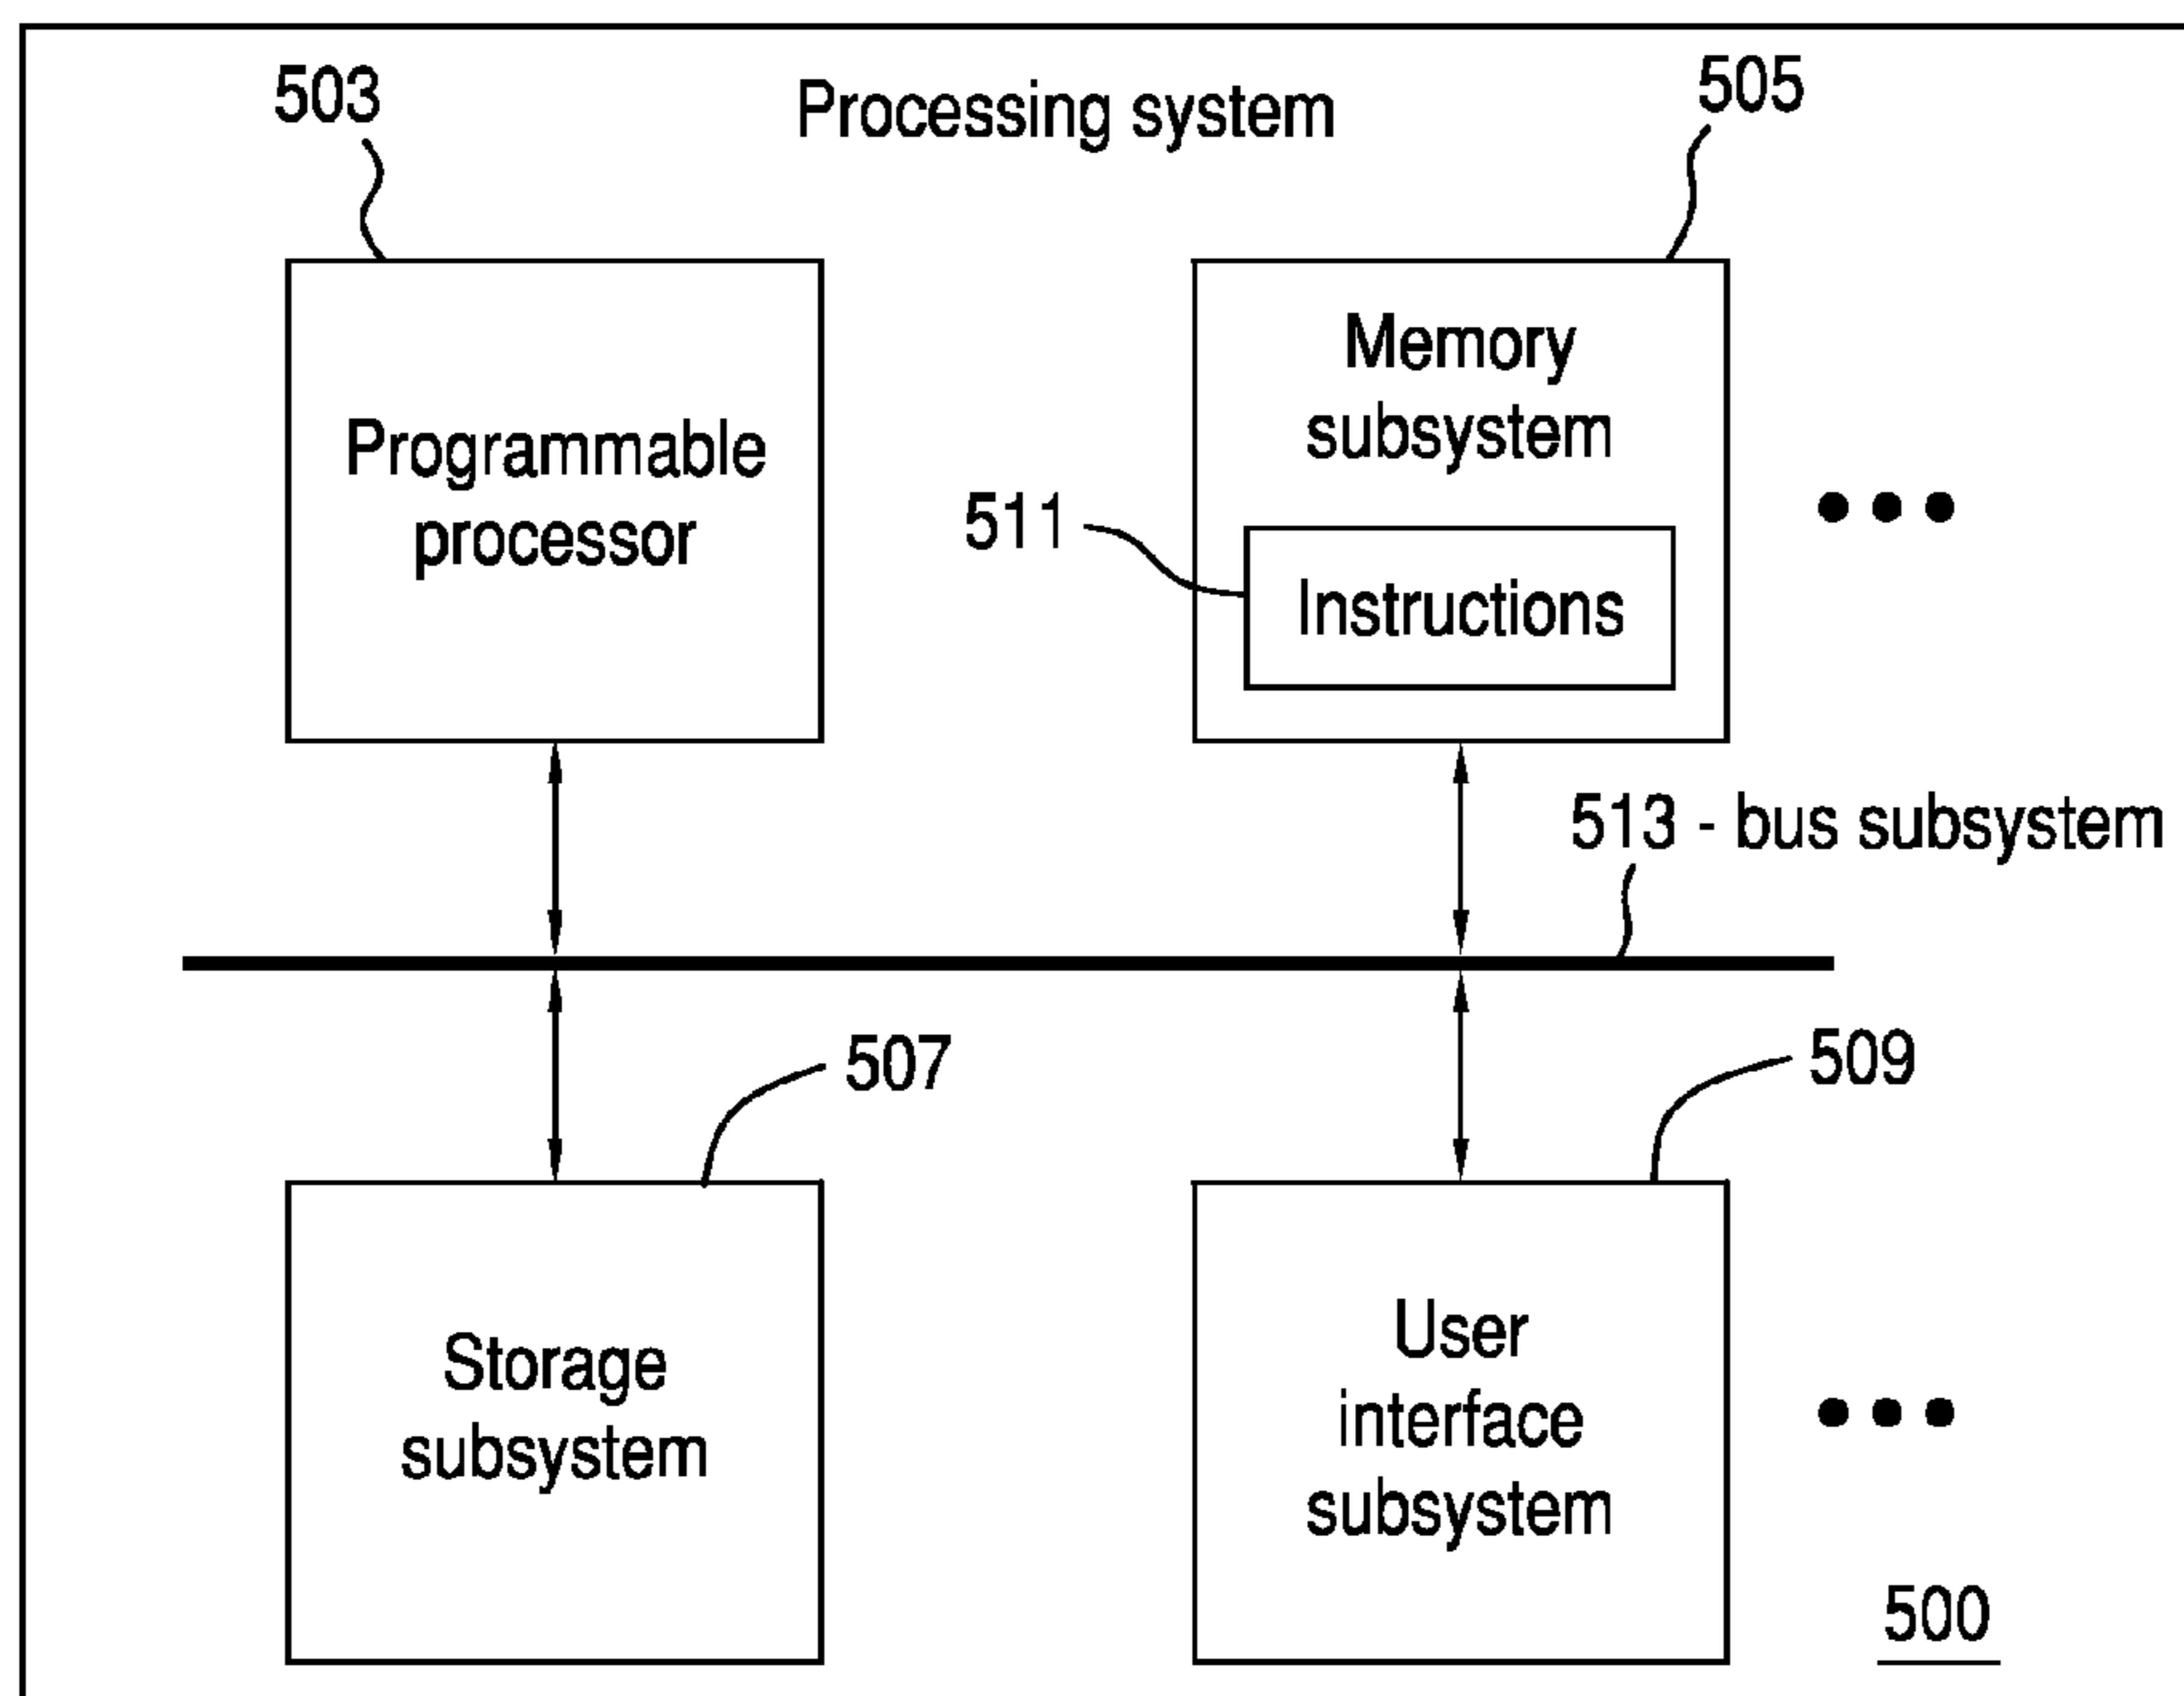 503
Processing system
505
Programmable
processor
Memory
subsystem
511
Instructions
513 - bus subsystem
507
509
Storage
subsystem
User
interface
subsystem
500